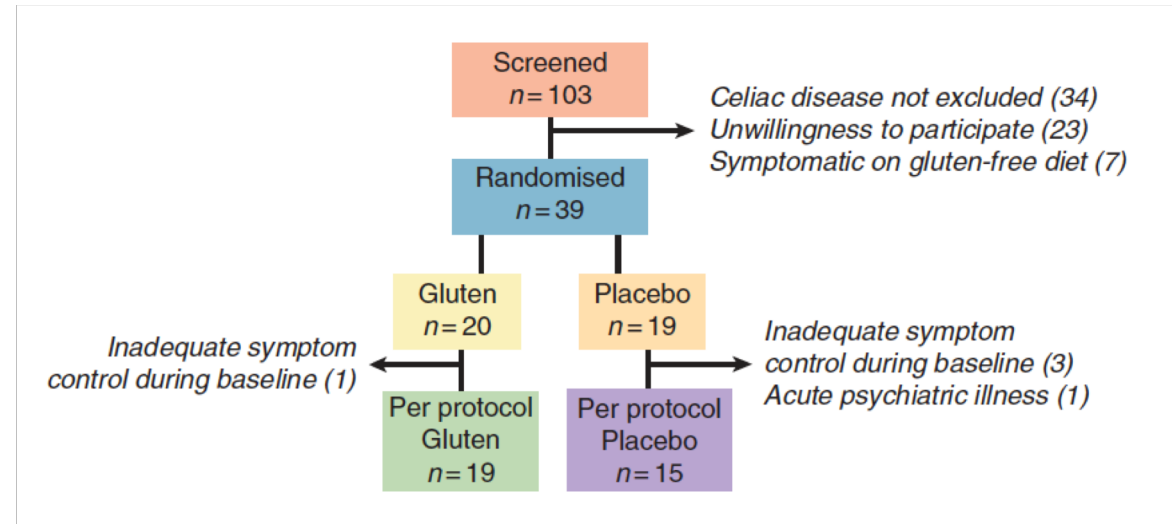 Screened
n = 103
Celiac disease not excluded (34)
Unwillingness to participate (23)
Symptomatic on gluten-free diet (7)
Randomised
n = 39
Gluten
n = 20
Placebo
n = 19
Inadequate symptom
control during baseline (1)
Inadequate symptom
control during baseline (3)
Acute psychiatric illness (1)
Per protocol
Gluten
n = 19
Per protocol
Placebo
n = 15